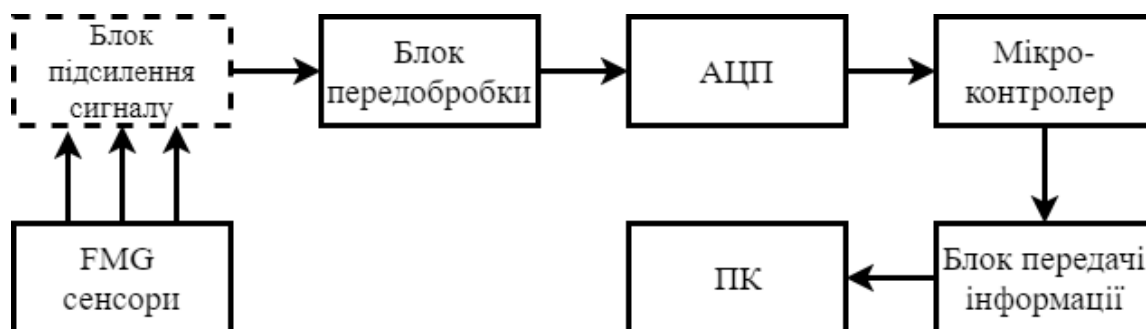 Блок
підсилення
сигналу
Блок
передобробки
АЦП
Мікро-
контролер
FMG
сенсори
ПК
Блок передачі
інформації